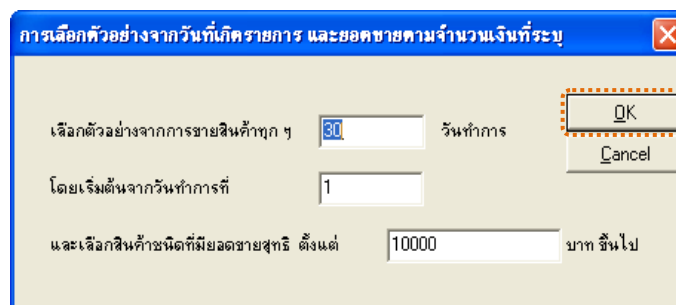 การเลือกตัวอย่างจากวันที่เกิดรายการ และยอดขายตามจำนวนเงินที่ระบุ
เลือกตัวอย่างจากการขายสินค้าทุก ๆ 30 วันทำการ
OK
Cancel
โดยเริ่มต้นจากวันทำการที่ 1
และเลือกสินค้าชนิดที่มียอดขายสุทธิ ตั้งแต่ 10000 บาท ขึ้นไป